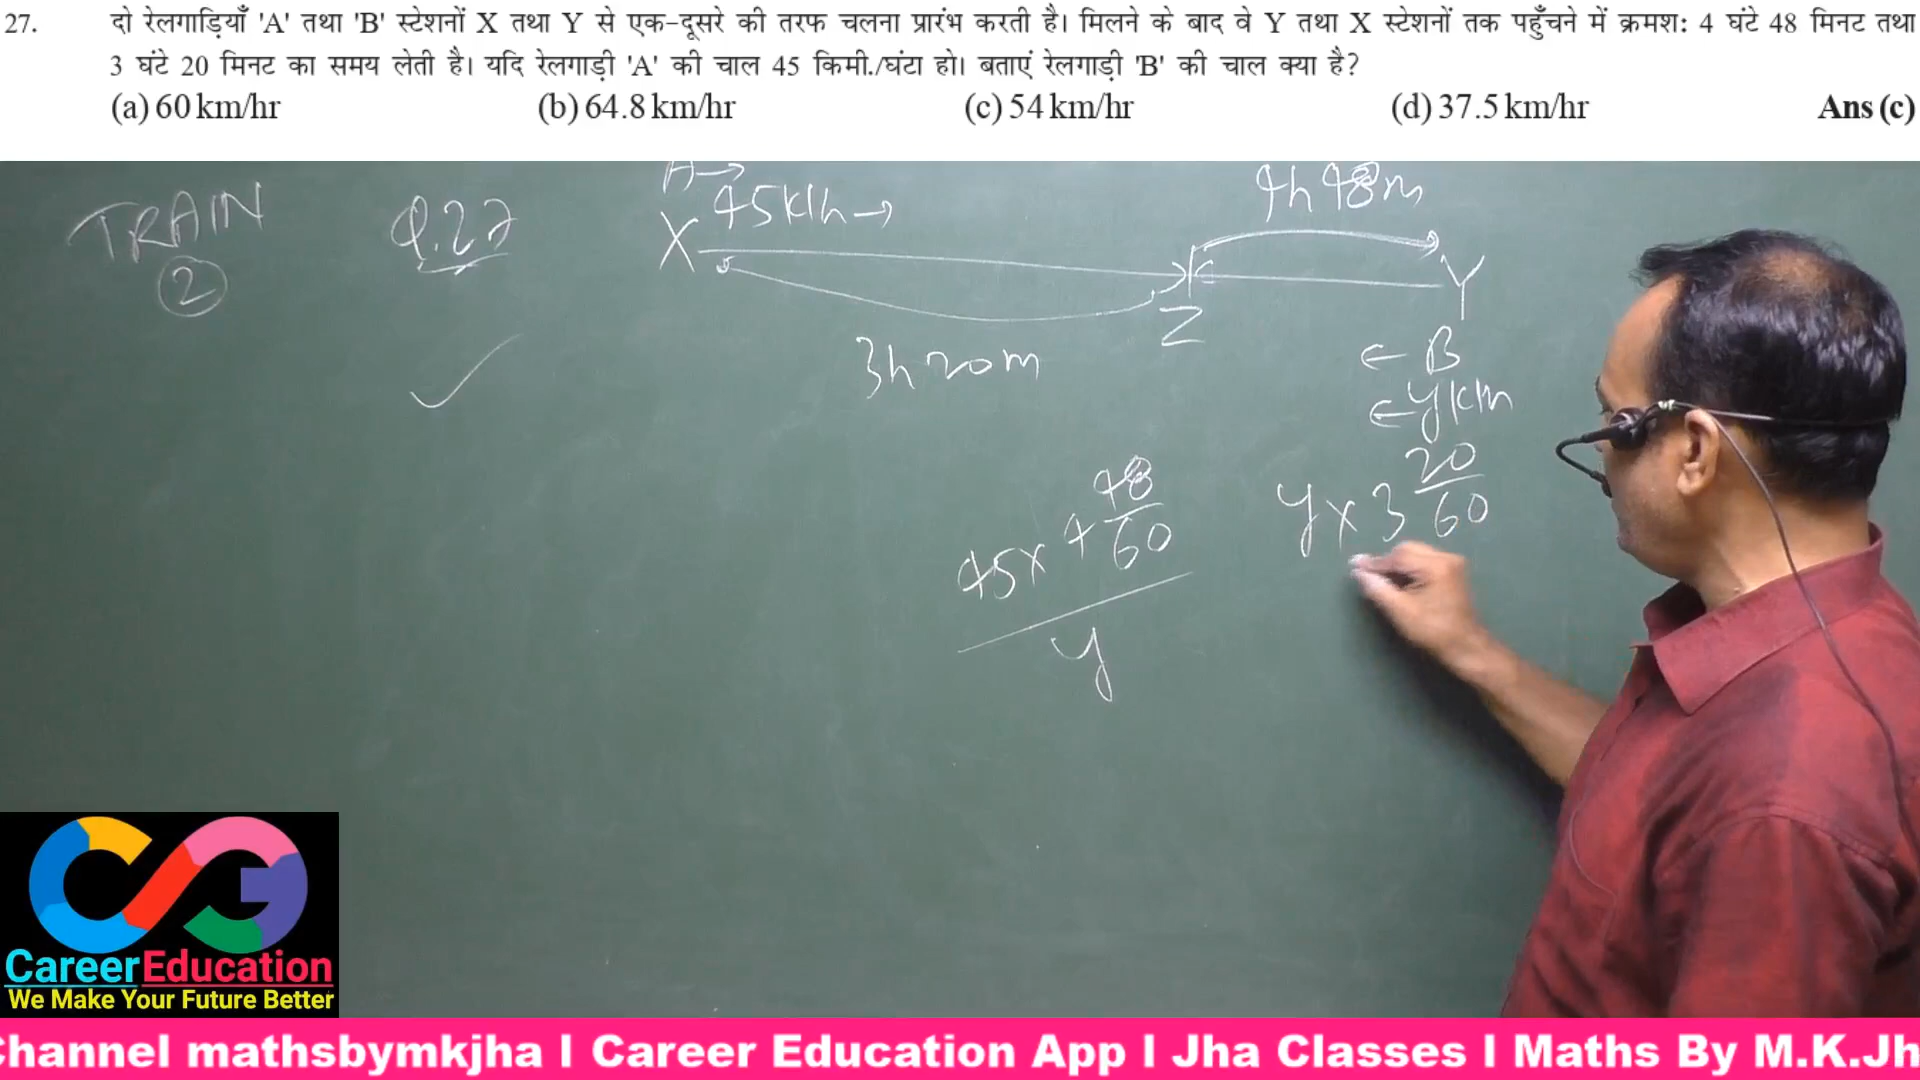 27. दो रेलगाड़ियाँ 'A' तथा 'B' स्टेशनों X तथा Y से एक-दूसरे की तरफ चलना प्रारंभ करती है। मिलने के बाद वे Y तथा X स्टेशनों तक पहुँचने में क्रमश: 4 घंटे 48 मिनट तथा
3 घंटे 20 मिनट का समय लेती है। यदि रेलगाड़ी 'A' की चाल 45 किमी./घंटा हो। बताएं रेलगाड़ी 'B' की चाल क्या है?
(a) 60 km/hr (b) 64.8 km/hr (c) 54 km/hr (d) 37.5 km/hr Ans (c)
TRAIN
2
Q.27
A→
45k/h→
X
4h 48m
Y
Z
3h 20m
← B
← y k/h
45x 4 48/60
y
y x 3 20/60
CareerEducation
We Make Your Future Better
Channel mathsbymkjha I Career Education App I Jha Classes I Maths By M.K.Jh